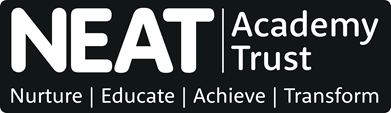 NEAT | Academy
Trust
Nurture | Educate | Achieve | Transform